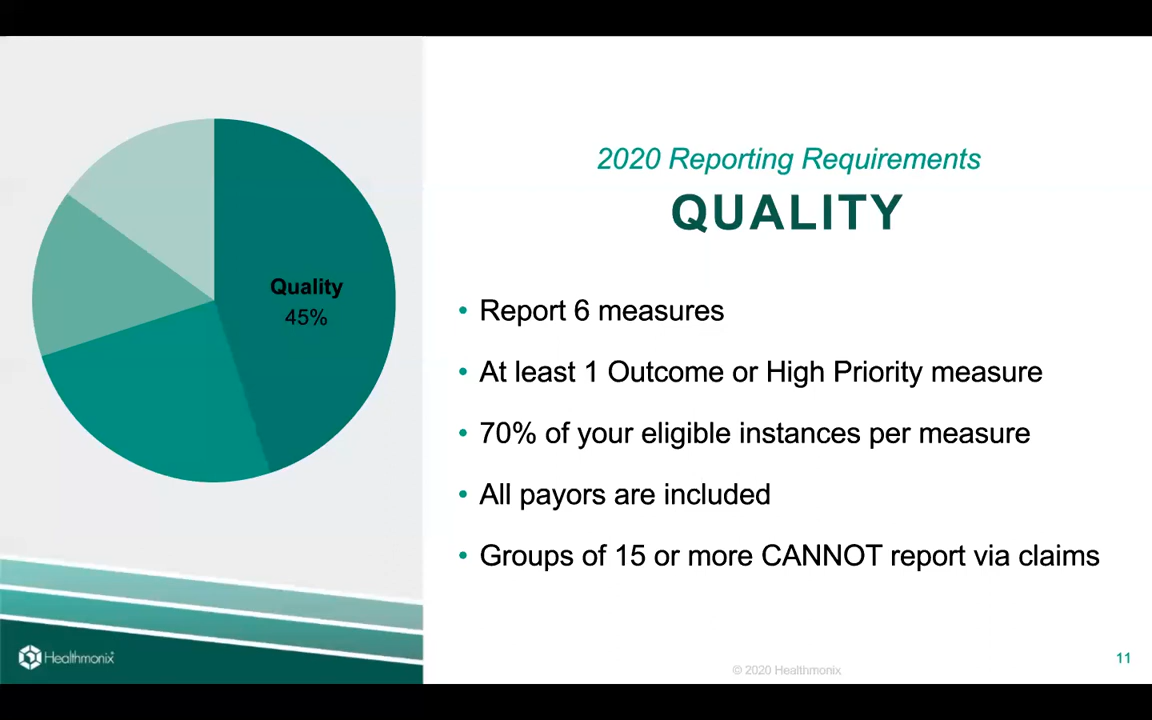 Quality
45%
2020 Reporting Requirements
QUALITY
• Report 6 measures
• At least 1 Outcome or High Priority measure
• 70% of your eligible instances per measure
• All payors are included
• Groups of 15 or more CANNOT report via claims
Healthmonix
© 2020 Healthmonix
11